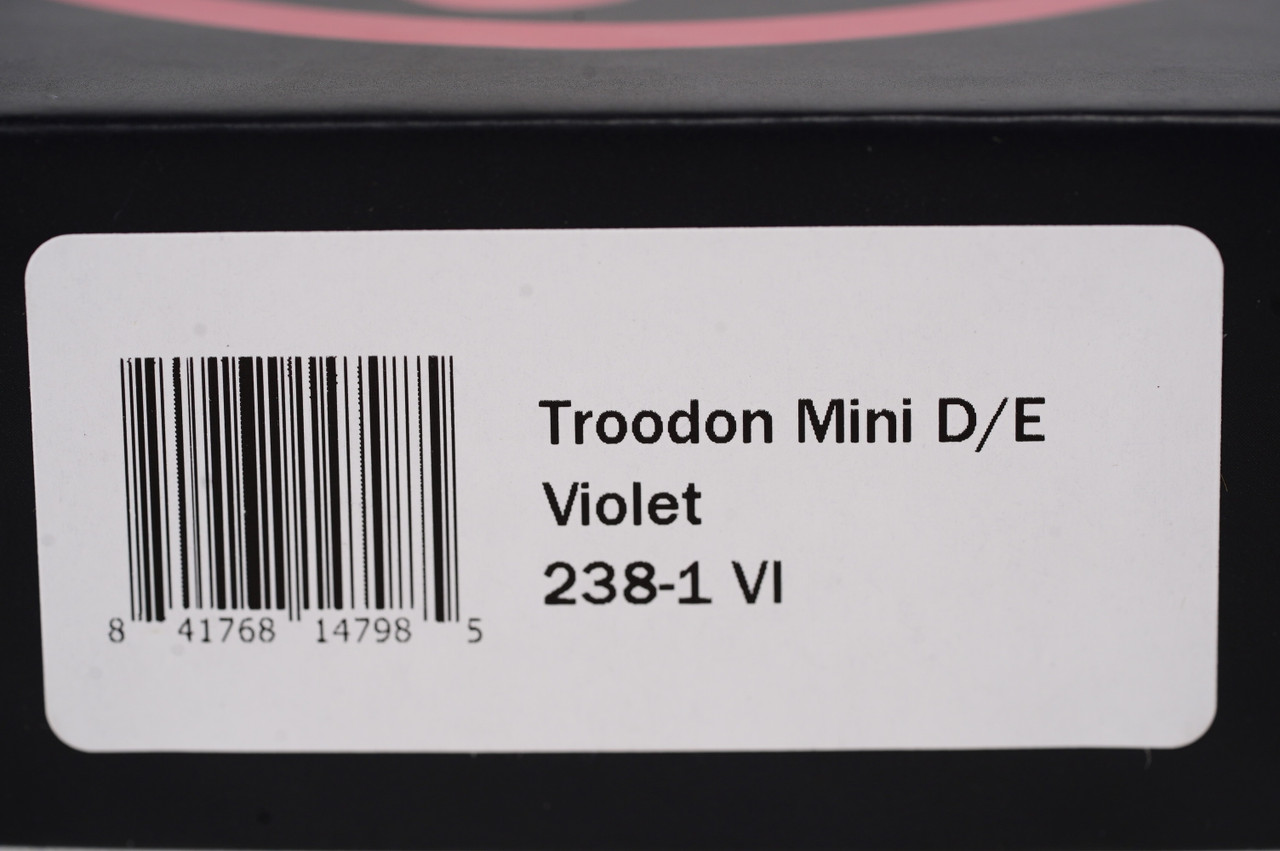 Troodon Mini D/E
Violet
238-1 VI
8 41768 14798 5